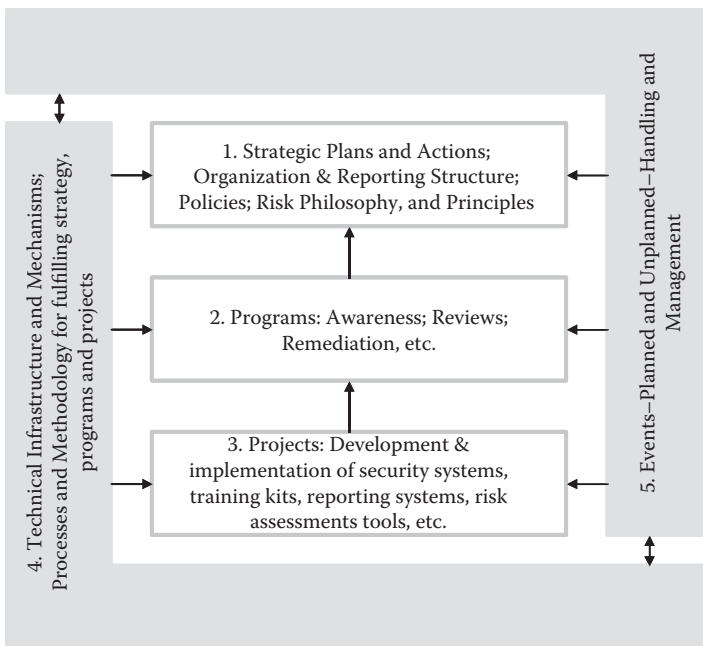 1. Strategic Plans and Actions;
Organization & Reporting Structure;
Policies; Risk Philosophy, and Principles
2. Programs: Awareness; Reviews;
Remediation, etc.
3. Projects: Development &
implementation of security systems,
training kits, reporting systems, risk
assessments tools, etc.
4. Technical Infrastructure and Mechanisms;
Processes and Methodology for fulfilling strategy,
programs and projects
5. Events–Planned and Unplanned–Handling and
Management